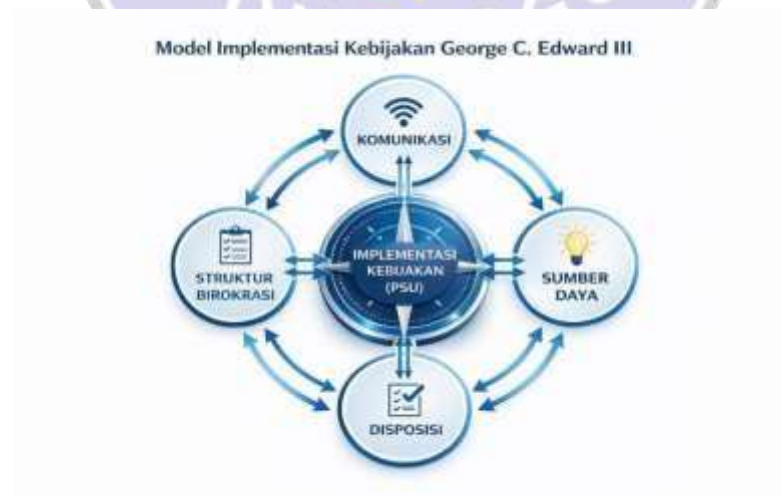 Model Implementasi Kebijakan George C. Edward III
KOMUNIKASI
STRUKTUR
BIROKRASI
IMPLEMENTASI
KEBIJAKAN
(PSU)
SUMBER
DAYA
DISPOSISI